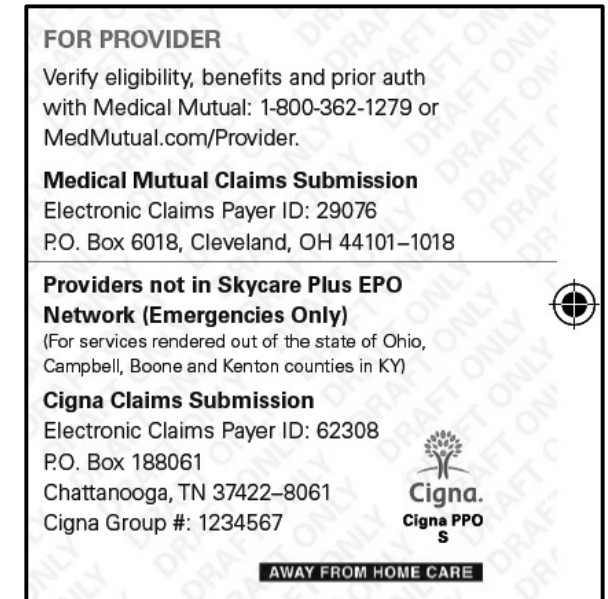 FOR PROVIDER
Verify eligibility, benefits and prior auth
with Medical Mutual: 1-800-362-1279 or
MedMutual.com/Provider.
Medical Mutual Claims Submission
Electronic Claims Payer ID: 29076
P.O. Box 6018, Cleveland, OH 44101–1018
Providers not in Skycare Plus EPO
Network (Emergencies Only)
(For services rendered out of the state of Ohio,
Campbell, Boone and Kenton counties in KY)
Cigna Claims Submission
Electronic Claims Payer ID: 62308
P.O. Box 188061
Chattanooga, TN 37422–8061
Cigna Group #: 1234567
Cigna.
Cigna PPO
S
AWAY FROM HOME CARE
DRAFT ONLY